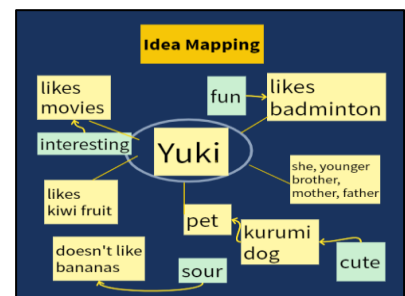 Idea Mapping
likes
movies
fun
likes
badminton
interesting
Yuki
she, younger
brother,
mother, father
likes
kiwi fruit
pet
kurumi
dog
doesn't like
bananas
sour
cute